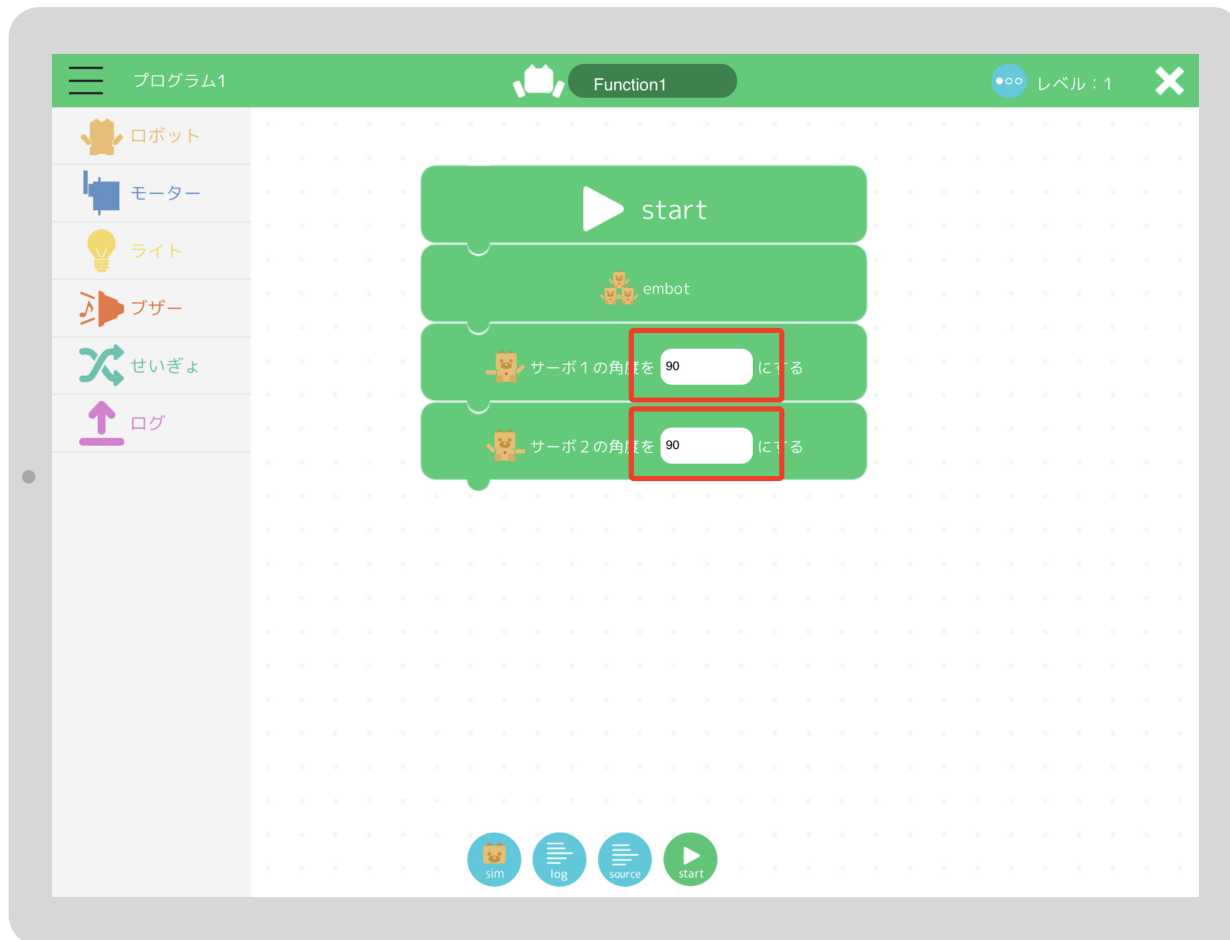 プログラム1
Function1
レベル：1
ロボット
モーター
ライト
ブザー
せいぎょ
ログ
start
embot
サーボ１の角度を 90 にする
サーボ２の角度を 90 にする
sim
log
source
start